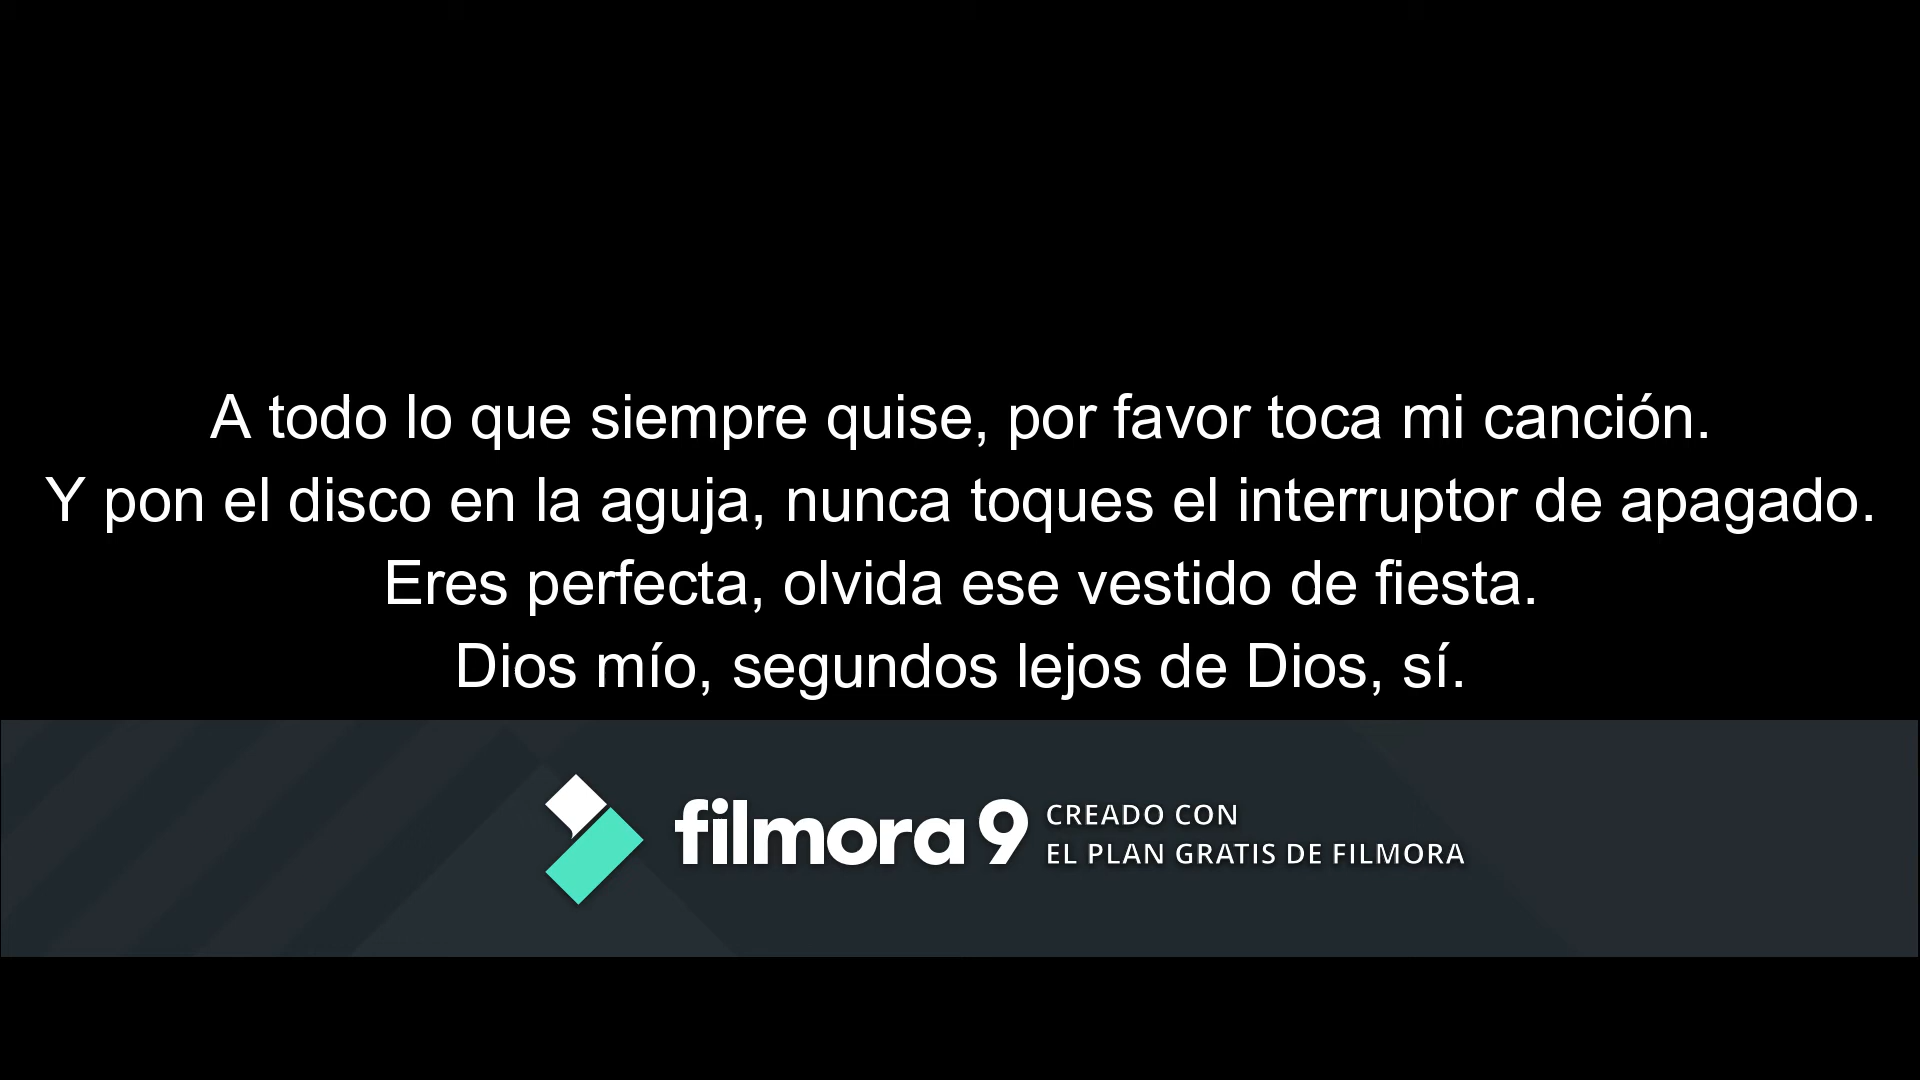 A todo lo que siempre quise, por favor toca mi canción.
Y pon el disco en la aguja, nunca toques el interruptor de apagado.
Eres perfecta, olvida ese vestido de fiesta.
Dios mío, segundos lejos de Dios, sí.
filmora 9 CREADO CON
EL PLAN GRATIS DE FILMORA